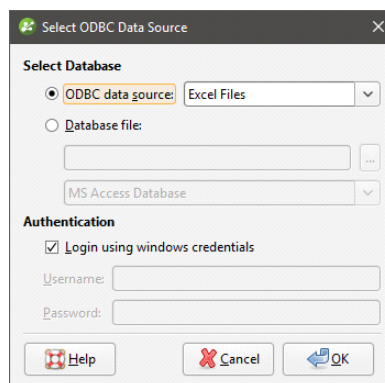 Select ODBC Data Source
Select Database
ODBC data source: Excel Files
Database file:
...
MS Access Database
Authentication
Login using windows credentials
Username:
Password:
Help Cancel OK